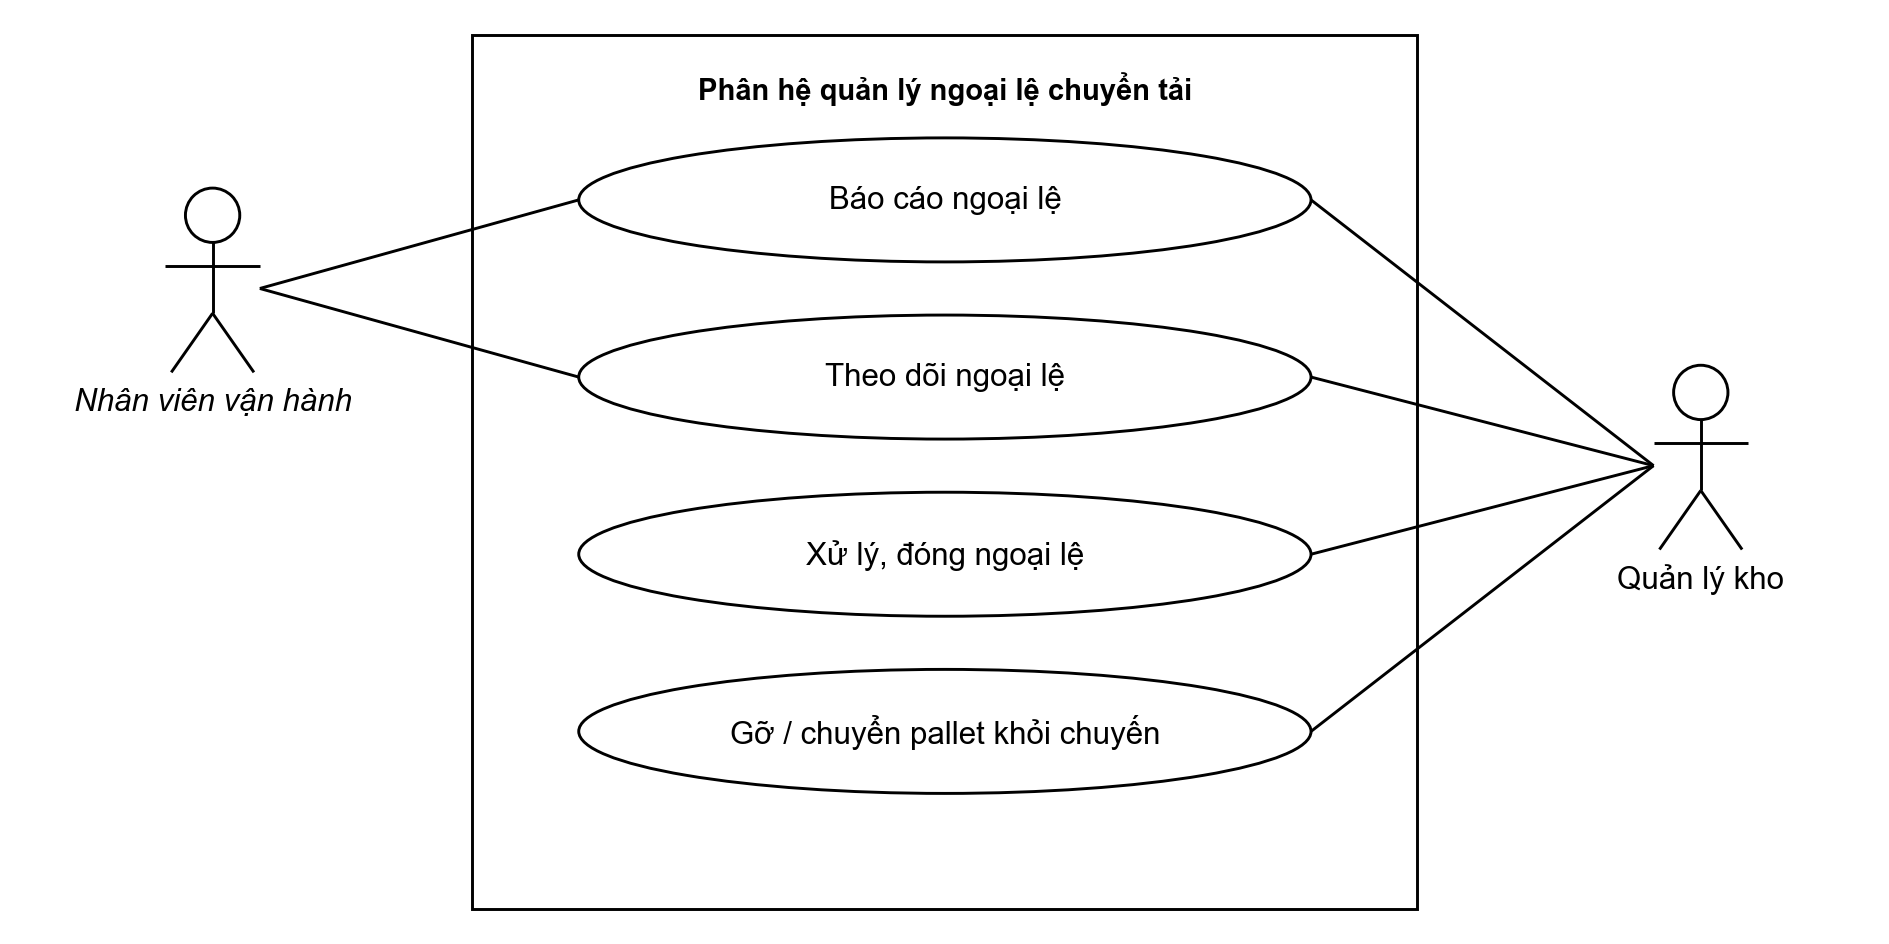 Phân hệ quản lý ngoại lệ chuyển tải
Báo cáo ngoại lệ
Theo dõi ngoại lệ
Nhân viên vận hành
Xử lý, đóng ngoại lệ
Quản lý kho
Gỡ / chuyển pallet khỏi chuyến